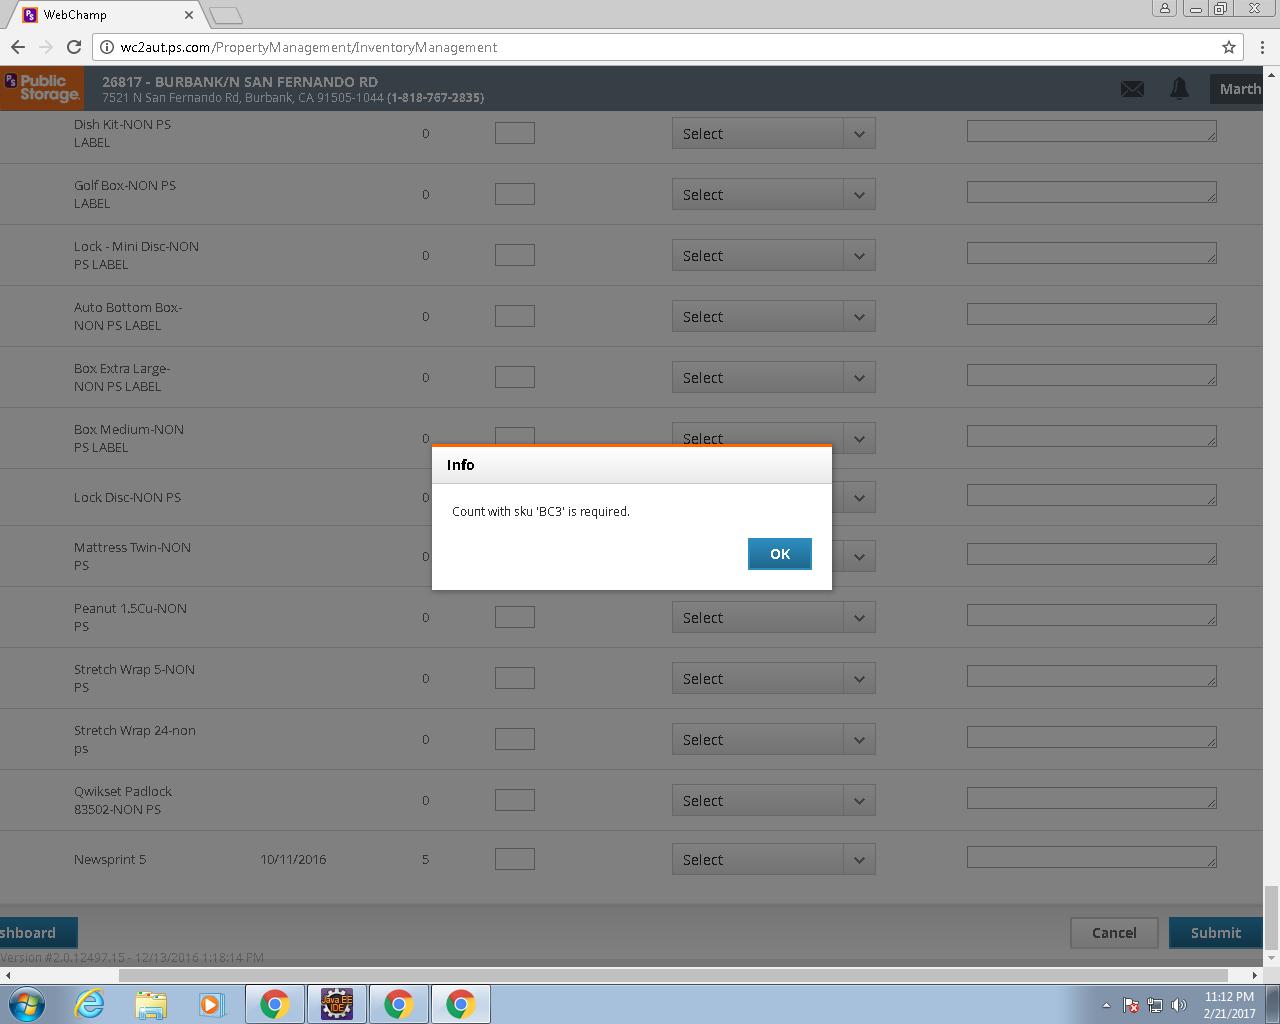 WebChamp
wc2aut.ps.com/PropertyManagement/InventoryManagement
PS Public Storage.
26817 - BURBANK/N SAN FERNANDO RD
7521 N San Fernando Rd, Burbank, CA 91505-1044 (1-818-767-2835)
Marth
Dish Kit-NON PS LABEL 0 Select
Golf Box-NON PS LABEL 0 Select
Lock - Mini Disc-NON PS LABEL 0 Select
Auto Bottom Box-NON PS LABEL 0 Select
Box Extra Large-NON PS LABEL 0 Select
Box Medium-NON PS LABEL 0 Select
Info
Lock Disc-NON PS 0
Count with sku 'BC3' is required.
Mattress Twin-NON PS 0
OK
Peanut 1.5Cu-NON PS 0 Select
Stretch Wrap 5-NON PS 0 Select
Stretch Wrap 24-non ps 0 Select
Qwikset Padlock 83502-NON PS 0 Select
Newsprint 5 10/11/2016 5 Select
shboard Cancel Submit
Version #2.0.12497.15 - 12/13/2016 1:18:14 PM
Java EE IDE
11:12 PM
2/21/2017